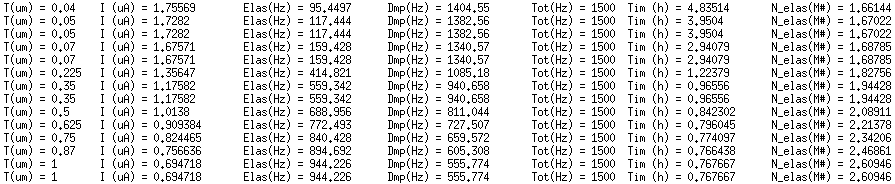 T(um) = 0.04 I (uA) = 1.75569 Elas(Hz) = 95.4497 Dmp(Hz) = 1404.55 Tot(Hz) = 1500 Tim (h) = 4.83514 N_elas(M#) = 1.66144
T(um) = 0.05 I (uA) = 1.7282 Elas(Hz) = 117.444 Dmp(Hz) = 1382.56 Tot(Hz) = 1500 Tim (h) = 3.9504 N_elas(M#) = 1.67022
T(um) = 0.05 I (uA) = 1.7282 Elas(Hz) = 117.444 Dmp(Hz) = 1382.56 Tot(Hz) = 1500 Tim (h) = 3.9504 N_elas(M#) = 1.67022
T(um) = 0.07 I (uA) = 1.67571 Elas(Hz) = 159.428 Dmp(Hz) = 1340.57 Tot(Hz) = 1500 Tim (h) = 2.94079 N_elas(M#) = 1.68785
T(um) = 0.07 I (uA) = 1.67571 Elas(Hz) = 159.428 Dmp(Hz) = 1340.57 Tot(Hz) = 1500 Tim (h) = 2.94079 N_elas(M#) = 1.68785
T(um) = 0.225 I (uA) = 1.35647 Elas(Hz) = 414.821 Dmp(Hz) = 1085.18 Tot(Hz) = 1500 Tim (h) = 1.22379 N_elas(M#) = 1.82756
T(um) = 0.35 I (uA) = 1.17582 Elas(Hz) = 559.342 Dmp(Hz) = 940.658 Tot(Hz) = 1500 Tim (h) = 0.96556 N_elas(M#) = 1.94428
T(um) = 0.35 I (uA) = 1.17582 Elas(Hz) = 559.342 Dmp(Hz) = 940.658 Tot(Hz) = 1500 Tim (h) = 0.96556 N_elas(M#) = 1.94428
T(um) = 0.5 I (uA) = 1.0138 Elas(Hz) = 688.956 Dmp(Hz) = 811.044 Tot(Hz) = 1500 Tim (h) = 0.842302 N_elas(M#) = 2.08911
T(um) = 0.625 I (uA) = 0.909384 Elas(Hz) = 772.493 Dmp(Hz) = 727.507 Tot(Hz) = 1500 Tim (h) = 0.796045 N_elas(M#) = 2.21378
T(um) = 0.75 I (uA) = 0.824465 Elas(Hz) = 840.428 Dmp(Hz) = 659.572 Tot(Hz) = 1500 Tim (h) = 0.774097 N_elas(M#) = 2.34206
T(um) = 0.87 I (uA) = 0.756636 Elas(Hz) = 894.692 Dmp(Hz) = 605.308 Tot(Hz) = 1500 Tim (h) = 0.766438 N_elas(M#) = 2.46861
T(um) = 1 I (uA) = 0.694718 Elas(Hz) = 944.226 Dmp(Hz) = 555.774 Tot(Hz) = 1500 Tim (h) = 0.767667 N_elas(M#) = 2.60946
T(um) = 1 I (uA) = 0.694718 Elas(Hz) = 944.226 Dmp(Hz) = 555.774 Tot(Hz) = 1500 Tim (h) = 0.767667 N_elas(M#) = 2.60946